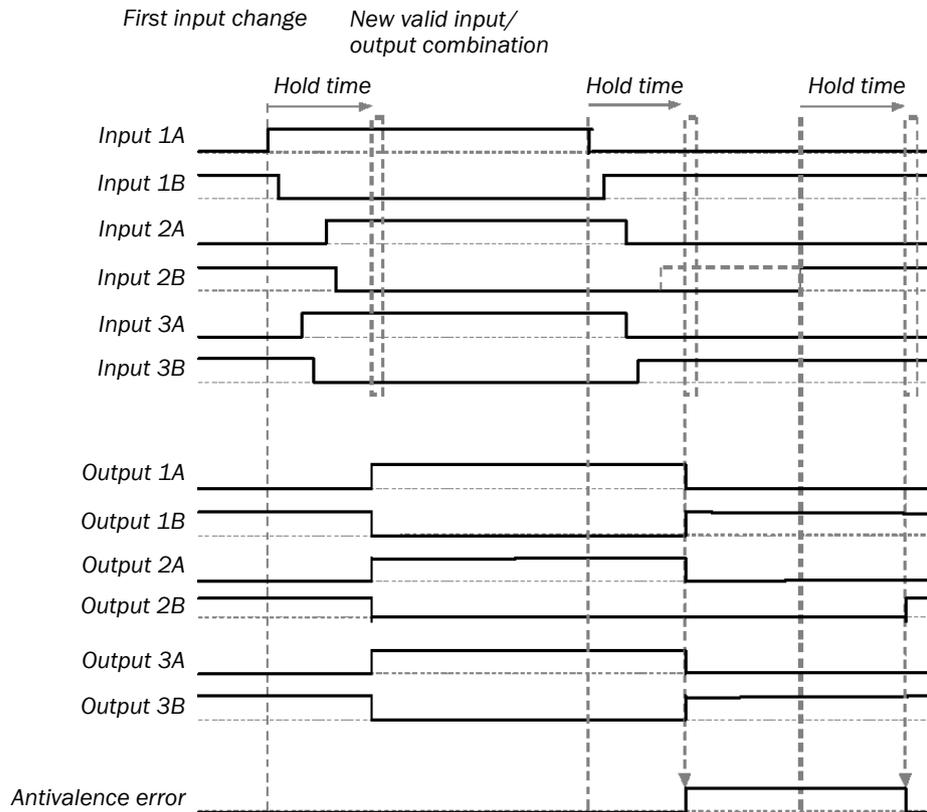 First input change
New valid input/
output combination
Hold time
Hold time
Hold time
Input 1A
Input 1B
Input 2A
Input 2B
Input 3A
Input 3B
Output 1A
Output 1B
Output 2A
Output 2B
Output 3A
Output 3B
Antivalence error